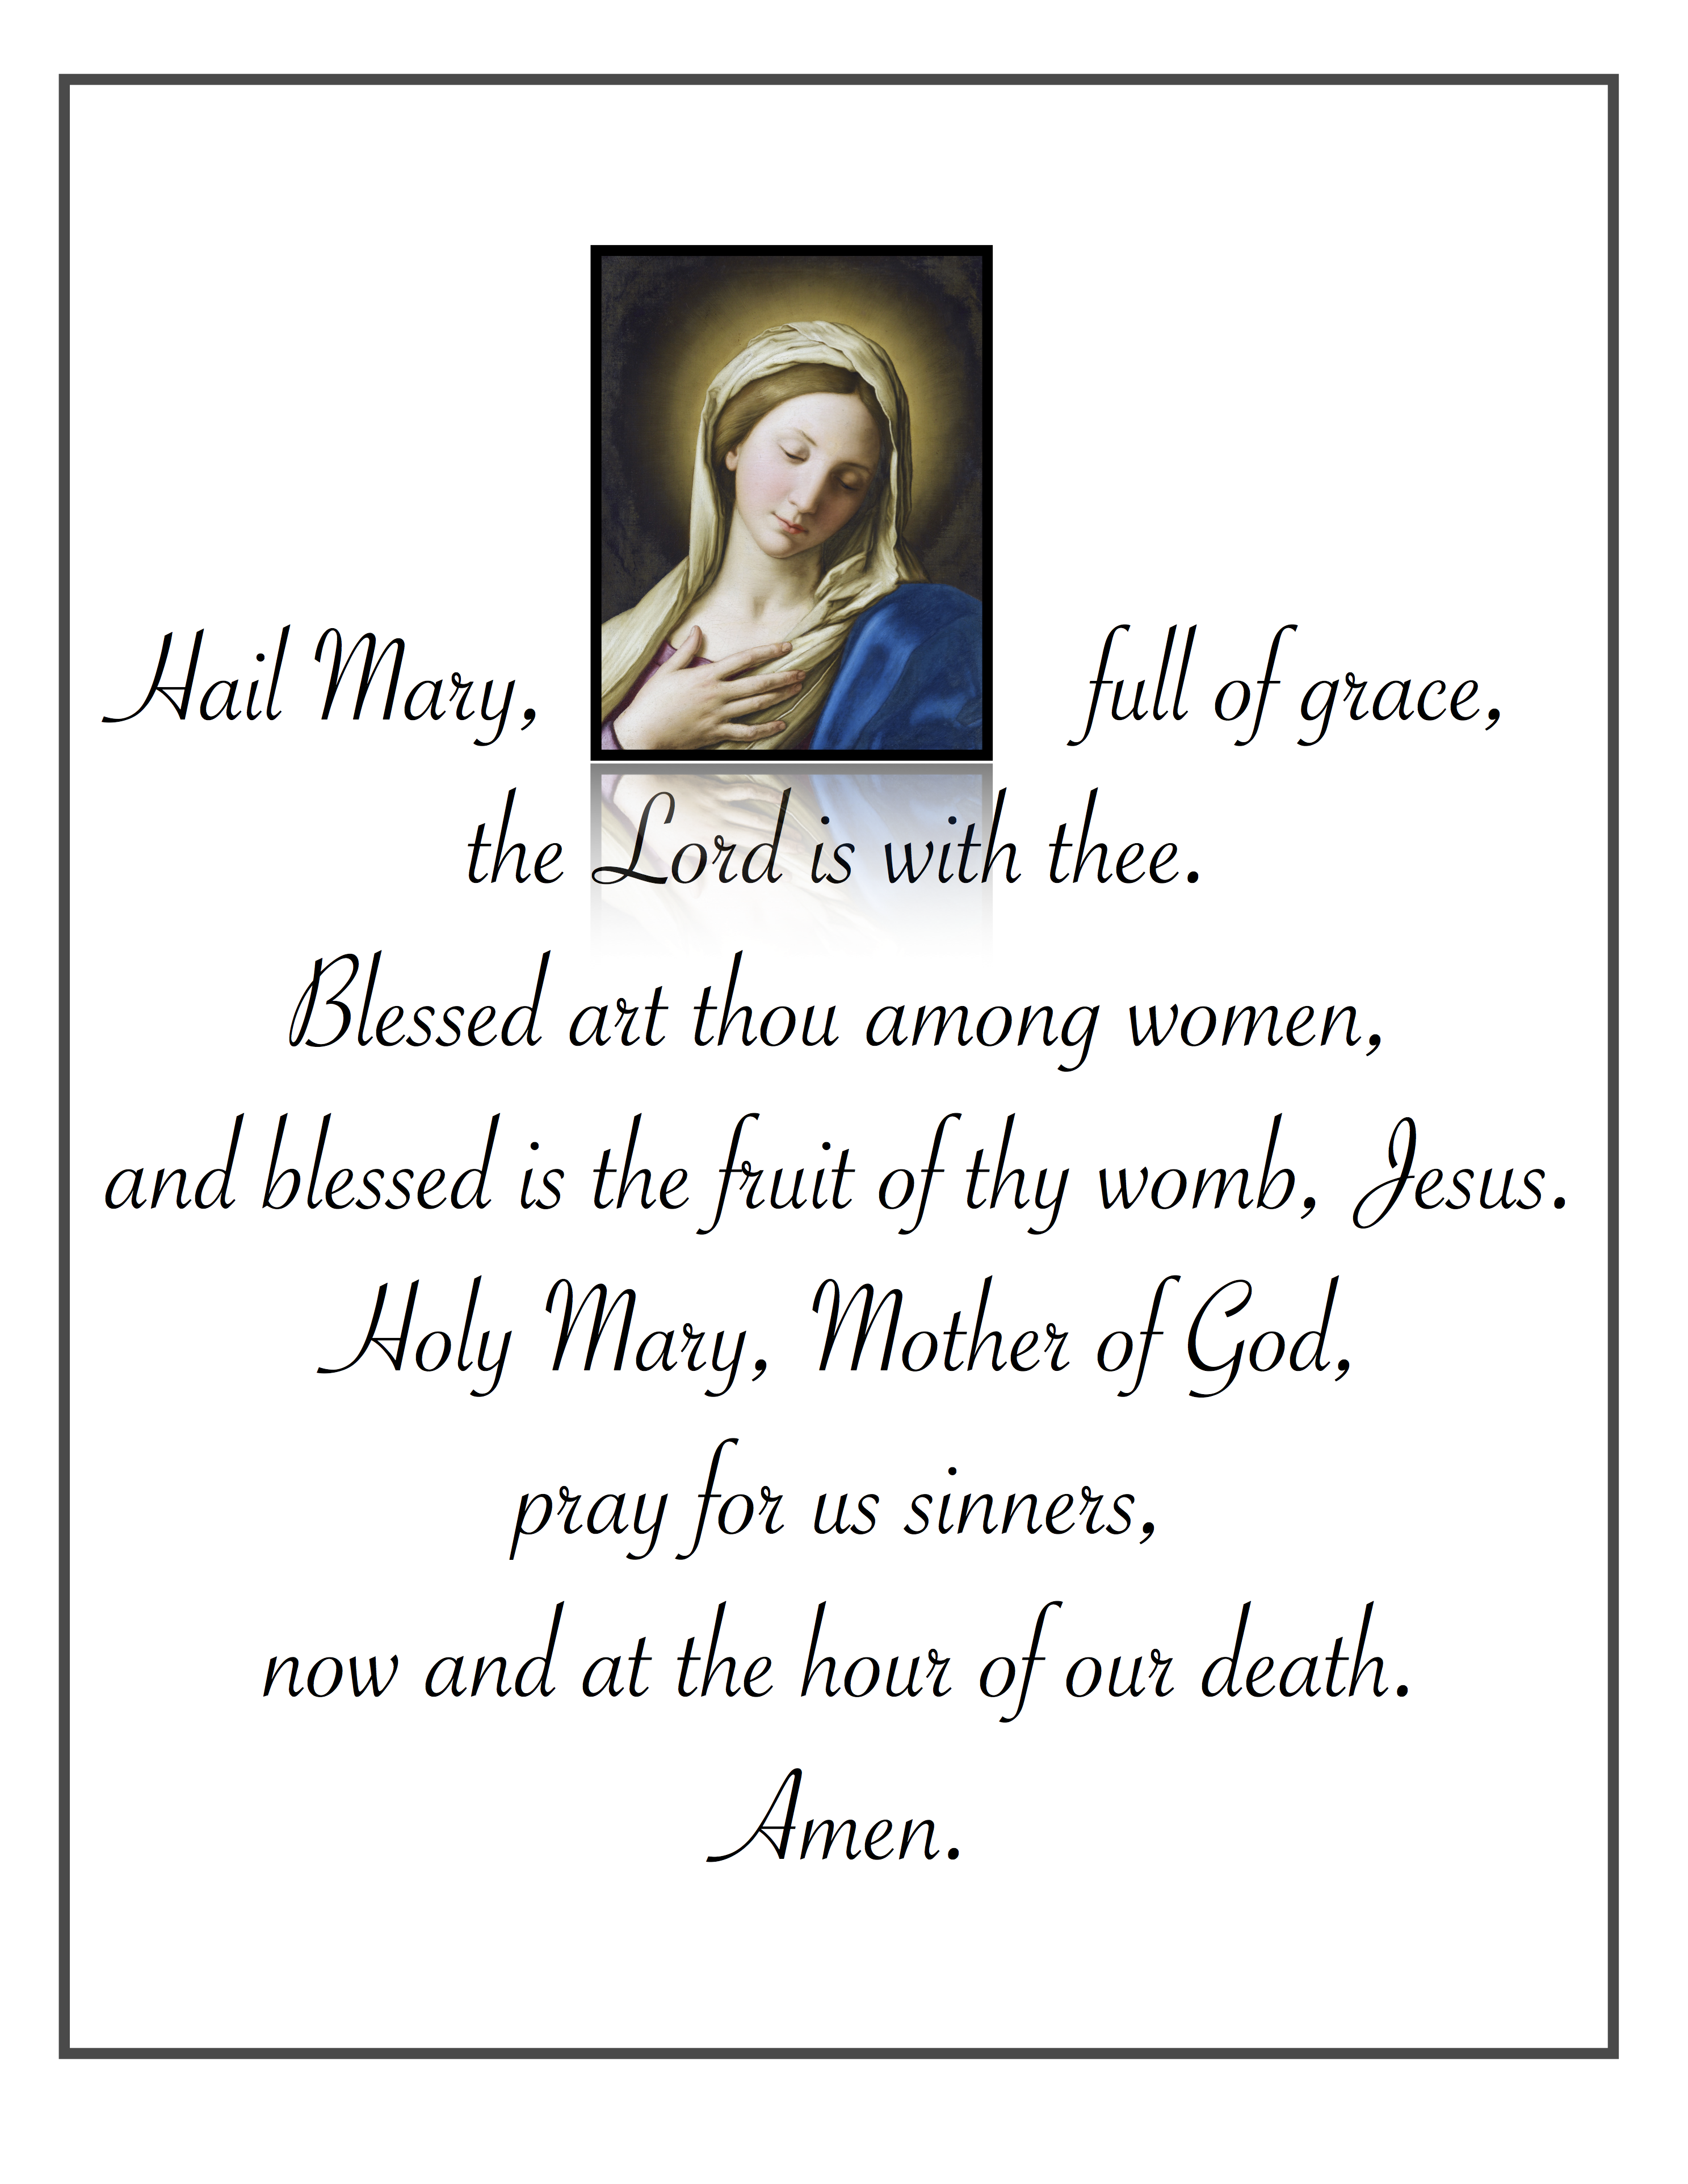 Hail Mary, full of grace,
the Lord is with thee.
Blessed art thou among women,
and blessed is the fruit of thy womb, Jesus.
Holy Mary, Mother of God,
pray for us sinners,
now and at the hour of our death.
Amen.